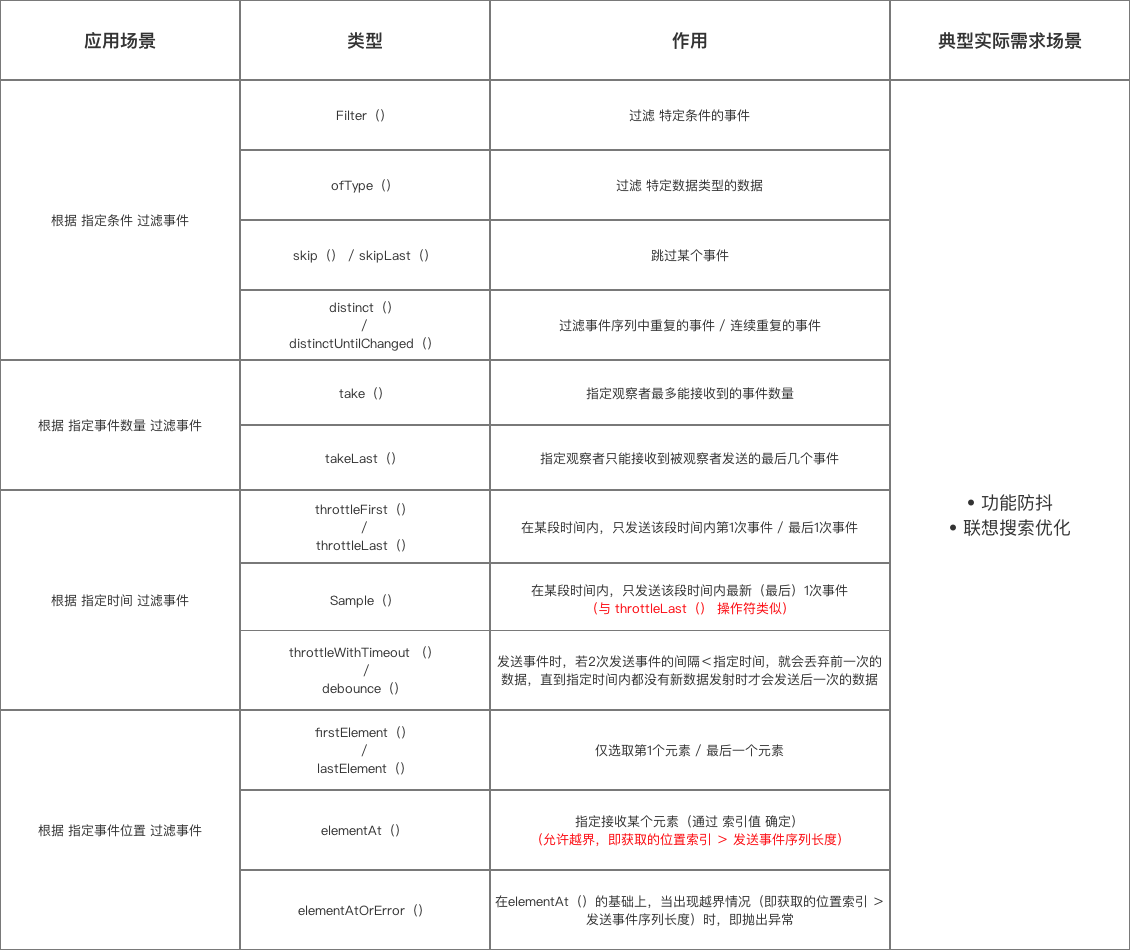 应用场景
类型
作用
典型实际需求场景
根据 指定条件 过滤事件
Filter（）
过滤 特定条件的事件
ofType（）
过滤 特定数据类型的数据
skip（） / skipLast（）
跳过某个事件
distinct（）
/
distinctUntilChanged（）
过滤事件序列中重复的事件 / 连续重复的事件
根据 指定事件数量 过滤事件
take（）
指定观察者最多能接收到的事件数量
takeLast（）
指定观察者只能接收到被观察者发送的最后几个事件
根据 指定时间 过滤事件
throttleFirst（）
/
throttleLast（）
在某段时间内，只发送该段时间内第1次事件 / 最后1次事件
Sample（）
在某段时间内，只发送该段时间内最新（最后）1次事件
（与 throttleLast（） 操作符类似）
throttleWithTimeout （）
/
debounce（）
发送事件时，若2次发送事件的间隔＜指定时间，就会丢弃前一次的
数据，直到指定时间内都没有新数据发射时才会发送后一次的数据
根据 指定事件位置 过滤事件
firstElement（）
/
lastElement（）
仅选取第1个元素 / 最后一个元素
elementAt（）
指定接收某个元素（通过 索引值 确定）
（允许越界，即获取的位置索引 ＞ 发送事件序列长度）
elementAtOrError（）
在elementAt（）的基础上，当出现越界情况（即获取的位置索引 ＞
发送事件序列长度）时，即抛出异常
• 功能防抖
• 联想搜索优化